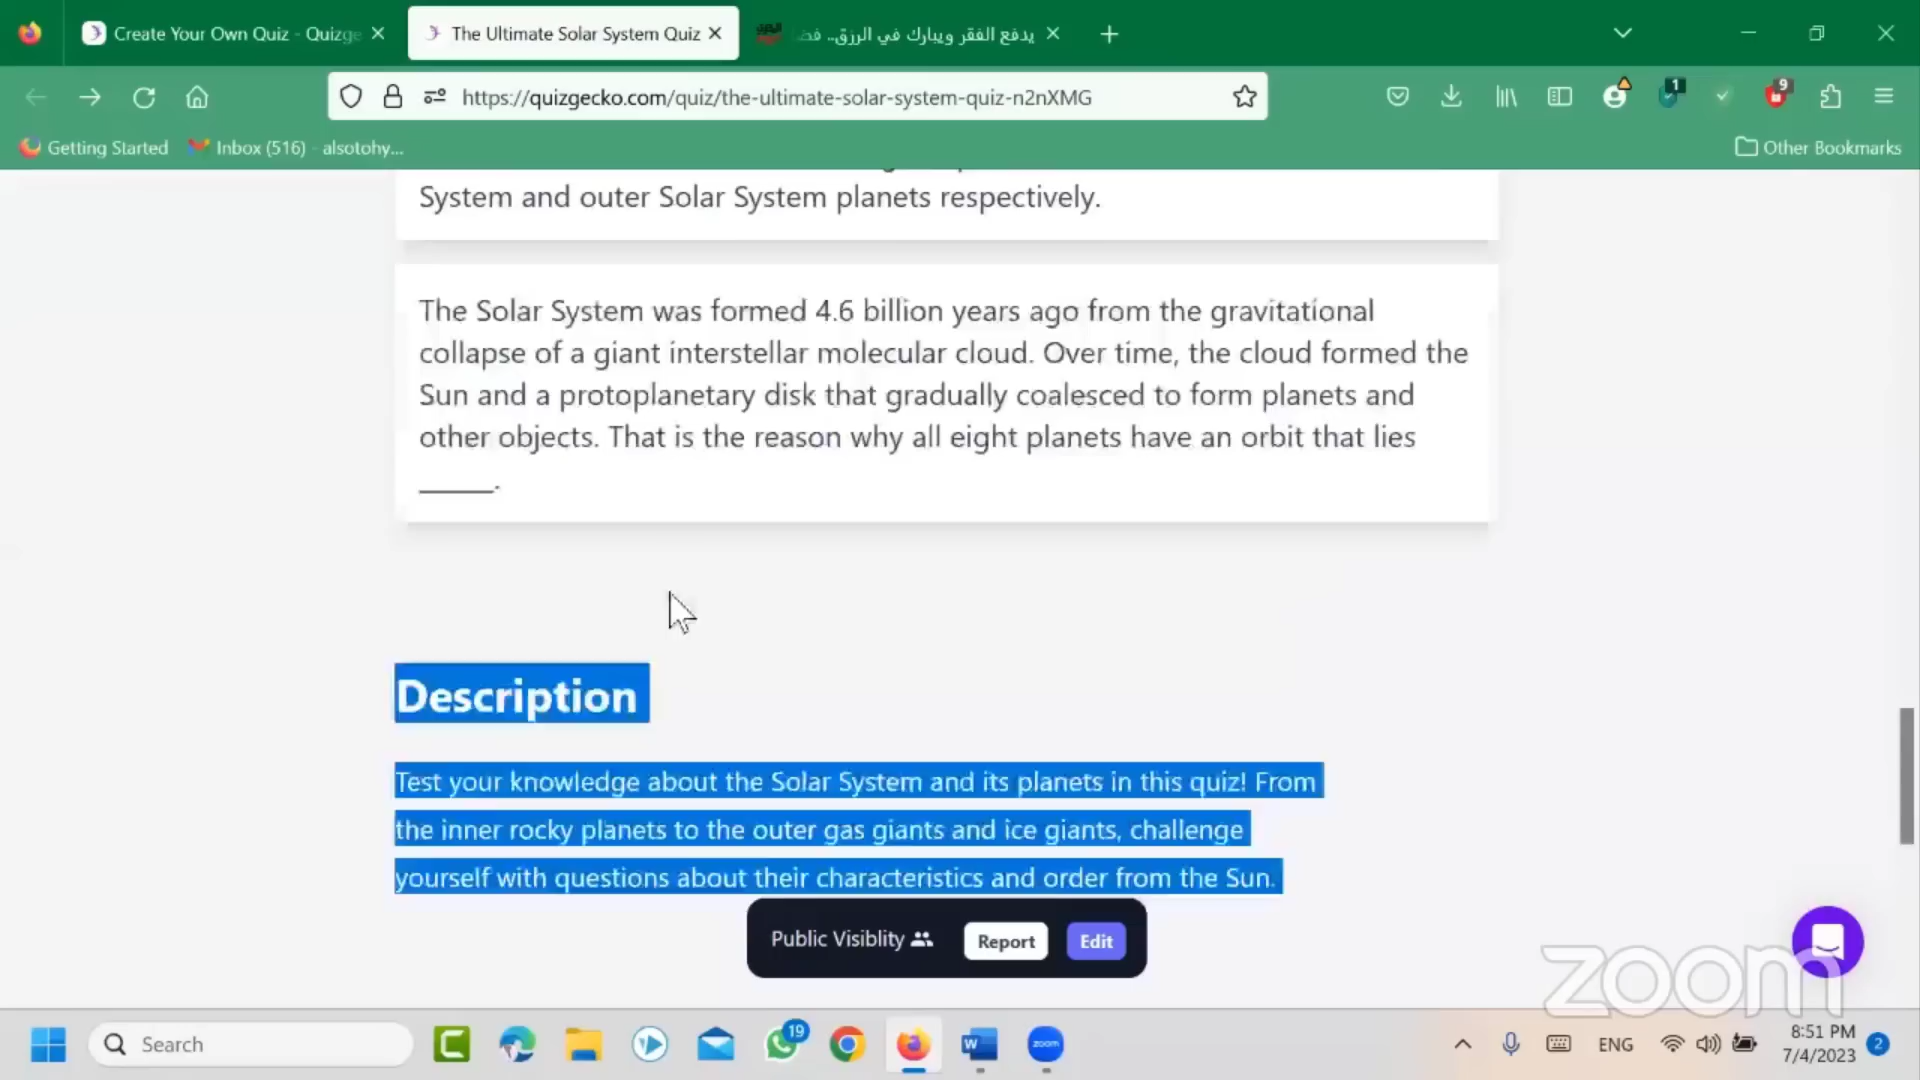 Create Your Own Quiz - Quizge
The Ultimate Solar System Quiz
يدفع الفقر ويبارك في الرزق.. فض
https://quizgecko.com/quiz/the-ultimate-solar-system-quiz-n2nXMG
1
9
Getting Started
Inbox (516) - alsotohy...
Other Bookmarks
System and outer Solar System planets respectively.
The Solar System was formed 4.6 billion years ago from the gravitational
collapse of a giant interstellar molecular cloud. Over time, the cloud formed the
Sun and a protoplanetary disk that gradually coalesced to form planets and
other objects. That is the reason why all eight planets have an orbit that lies
______.
Description
Test your knowledge about the Solar System and its planets in this quiz! From
the inner rocky planets to the outer gas giants and ice giants, challenge
yourself with questions about their characteristics and order from the Sun.
Public Visiblity
Report
Edit
zoom
Search
19
W
zoom
ENG
8:51 PM
7/4/2023
2